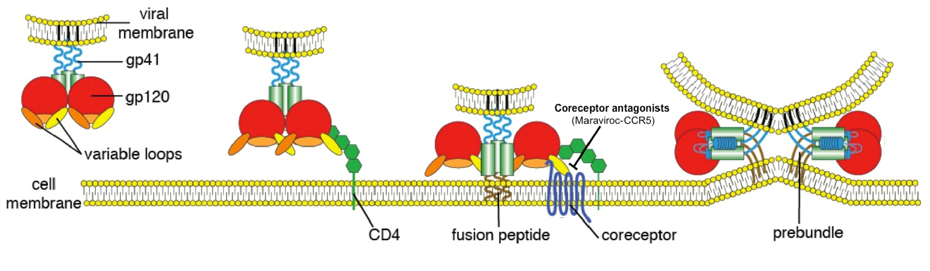 viral
membrane
gp41
gp120
variable loops
cell
membrane
CD4
fusion peptide
Coreceptor antagonists
(Maraviroc-CCR5)
coreceptor
prebundle